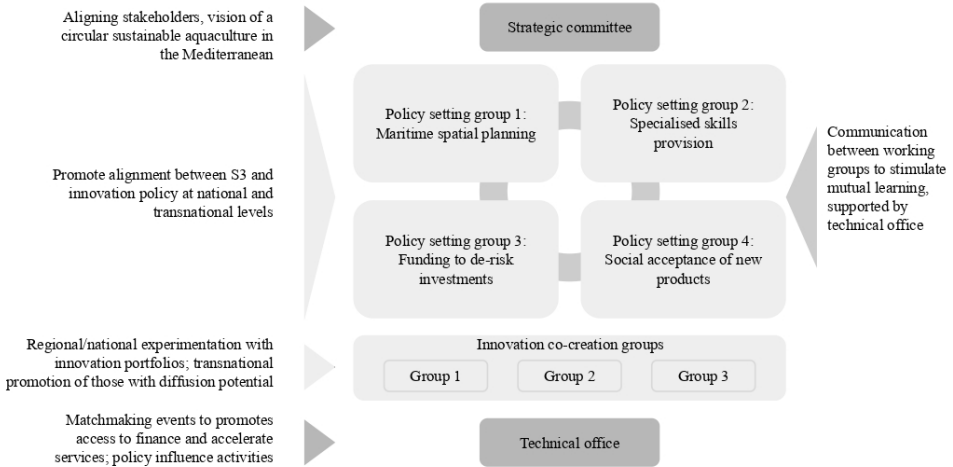 Aligning stakeholders, vision of a
circular sustainable aquaculture in
the Mediterranean
Strategic committee
Promote alignment between S3 and
innovation policy at national and
transnational levels
Policy setting group 1:
Maritime spatial planning
Policy setting group 2:
Specialised skills
provision
Policy setting group 3:
Funding to de-risk
investments
Policy setting group 4:
Social acceptance of new
products
Communication
between working
groups to stimulate
mutual learning,
supported by
technical office
Regional/national experimentation with
innovation portfolios; transnational
promotion of those with diffusion potential
Innovation co-creation groups
Group 1
Group 2
Group 3
Matchmaking events to promotes
access to finance and accelerate
services; policy influence activities
Technical office